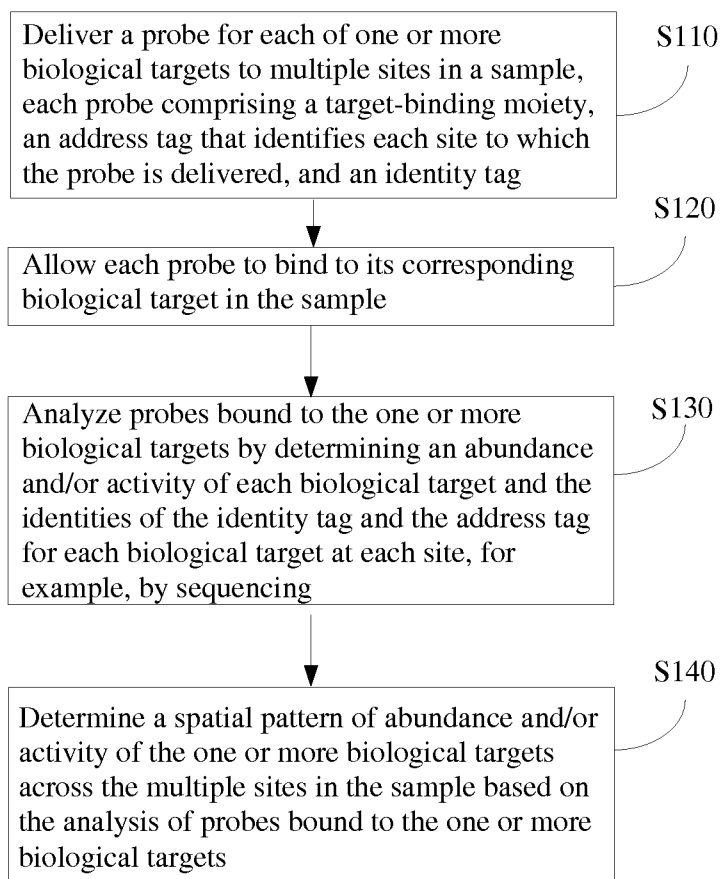 Deliver a probe for each of one or more
biological targets to multiple sites in a sample,
each probe comprising a target-binding moiety,
an address tag that identifies each site to which
the probe is delivered, and an identity tag
S110
Allow each probe to bind to its corresponding
biological target in the sample
S120
Analyze probes bound to the one or more
biological targets by determining an abundance
and/or activity of each biological target and the
identities of the identity tag and the address tag
for each biological target at each site, for
example, by sequencing
S130
Determine a spatial pattern of abundance and/or
activity of the one or more biological targets
across the multiple sites in the sample based on
the analysis of probes bound to the one or more
biological targets
S140